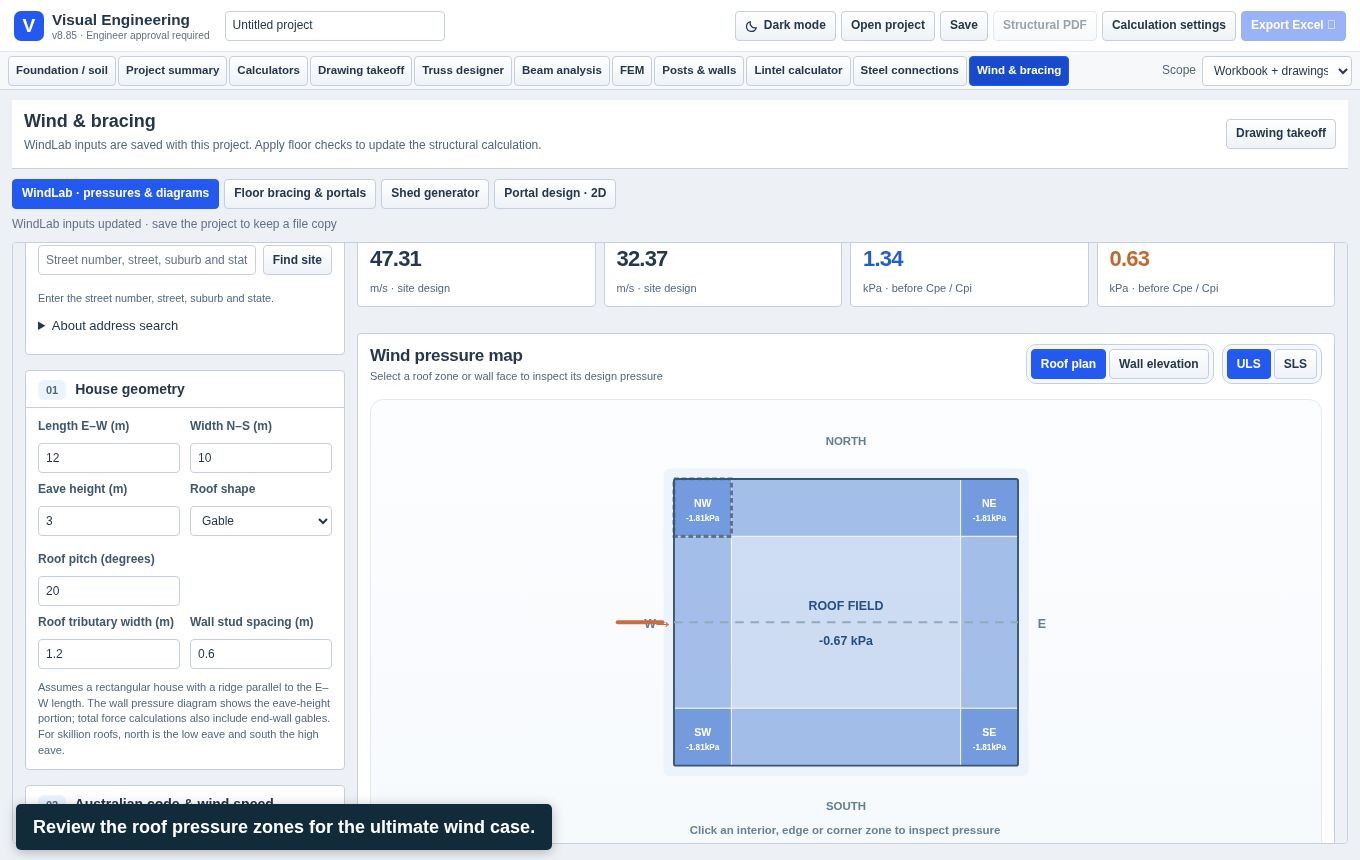 V
Visual Engineering
v8.85 · Engineer approval required
Untitled project
Dark mode
Open project
Save
Structural PDF
Calculation settings
Export Excel
Foundation / soil
Project summary
Calculators
Drawing takeoff
Truss designer
Beam analysis
FEM
Posts & walls
Lintel calculator
Steel connections
Wind & bracing
Scope
Workbook + drawings
Wind & bracing
WindLab inputs are saved with this project. Apply floor checks to update the structural calculation.
Drawing takeoff
WindLab · pressures & diagrams
Floor bracing & portals
Shed generator
Portal design · 2D
WindLab inputs updated · save the project to keep a file copy
Street number, street, suburb and stat
Find site
Enter the street number, street, suburb and state.
About address search
47.31
m/s · site design
32.37
m/s · site design
1.34
kPa · before Cpe / Cpi
0.63
kPa · before Cpe / Cpi
01
House geometry
Length E–W (m)
Width N–S (m)
12
10
Eave height (m)
Roof shape
3
Gable
Roof pitch (degrees)
20
Roof tributary width (m)
Wall stud spacing (m)
1.2
0.6
Assumes a rectangular house with a ridge parallel to the E–
W length. The wall pressure diagram shows the eave-height
portion; total force calculations also include end-wall gables.
For skillion roofs, north is the low eave and south the high
eave.
02
Australian code & wind speed
Wind pressure map
Select a roof zone or wall face to inspect its design pressure
Roof plan
Wall elevation
ULS
SLS
NORTH
NW
-1.81kPa
NE
-1.81kPa
ROOF FIELD
W→
E
-0.67 kPa
SW
-1.81kPa
SE
-1.81kPa
SOUTH
Click an interior, edge or corner zone to inspect pressure
Review the roof pressure zones for the ultimate wind case.